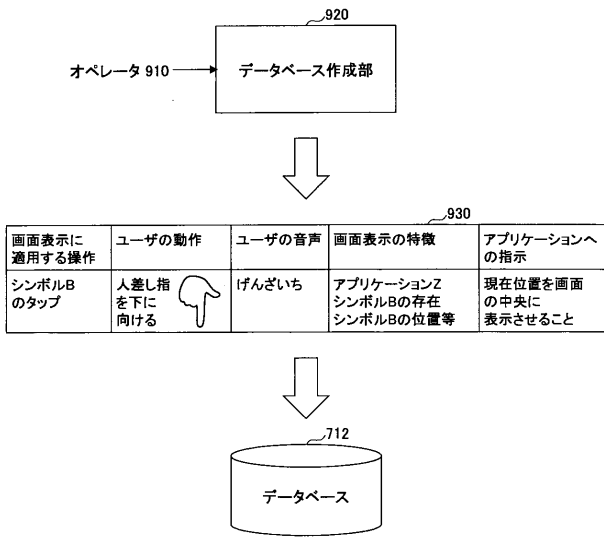 920
オペレータ 910
データベース作成部
930
画面表示に
適用する操作
ユーザの動作
ユーザの音声
画面表示の特徴
アプリケーションへ
の指示
シンボルB
のタップ
人差し指
を下に
向ける
げんざいち
アプリケーションZ
シンボルBの存在
シンボルBの位置等
現在位置を画面
の中央に
表示させること
712
データベース